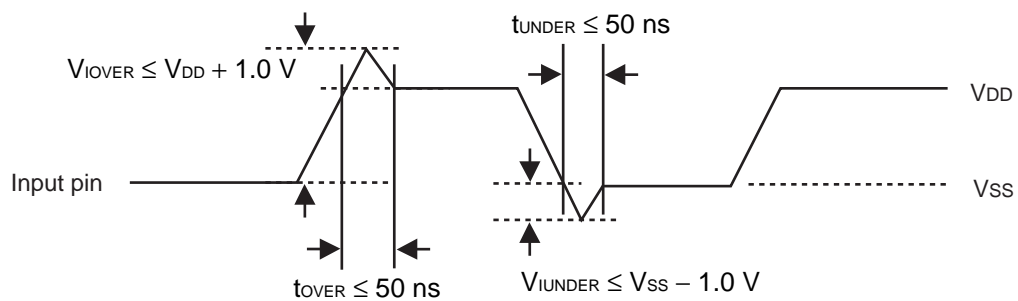 tUNDER ≤ 50 ns
VIOVER ≤ VDD + 1.0 V
VDD
Input pin
VSS
tOVER ≤ 50 ns
VIUNDER ≤ VSS − 1.0 V